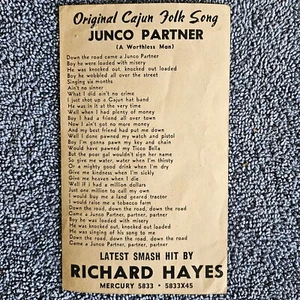 Original Cajun Folk Song
JUNCO PARTNER
(A Worthless Man)
Down the road came a Junco Partner
Boy he were loaded with misery
He was knocked out, knocked out loaded
Boy he wobbled all over the street
Singing six months
Ain't no sinner
What I did ain't no crime
I just shot up a Cajun hat band
He was in it at the time
Well when I had plenty of money
Boy I had a friend all over town
Now I ain't got no more money
And my best friend had put me down
Well I done pawned my watch and pistol
Boy I'm gonna pawn my key and chain
Would have pawned my Ticco Bella
But the poor gal wouldn't sign her name
So give me water, water when I'm thirsty
Or a mighty good drink when I'm dry
Give me kindness when I'm sickly
Give me heaven when I die
Well if I had a million dollars
Just one million to call my own
I would buy me a land geared tractor
I would raise me a tobacco farm
Down the road, down the road, down the road
Came a Junco Partner, partner, partner
Boy he was wobblin
He was knocked out, knocked out loaded
He was singing of his song to me
Down the road, down the road, down the road
Came a Junco Partner, partner, partner
LATEST SMASH HIT BY
RICHARD HAYES
MERCURY 5833 · 5833X45